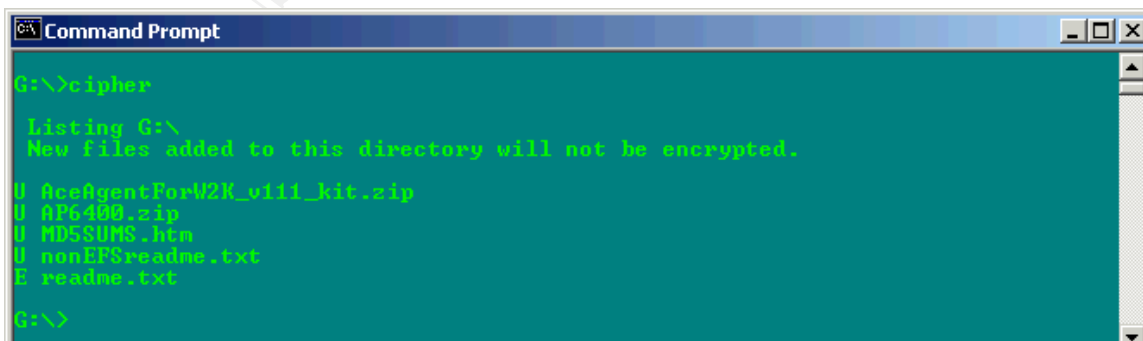 Command Prompt
G:\>cipher
Listing G:\
New files added to this directory will not be encrypted.
U AceAgentForW2K_v111_kit.zip
U AP6400.zip
U MD5SUMS.htm
U nonEFSreadme.txt
E readme.txt
G:\>